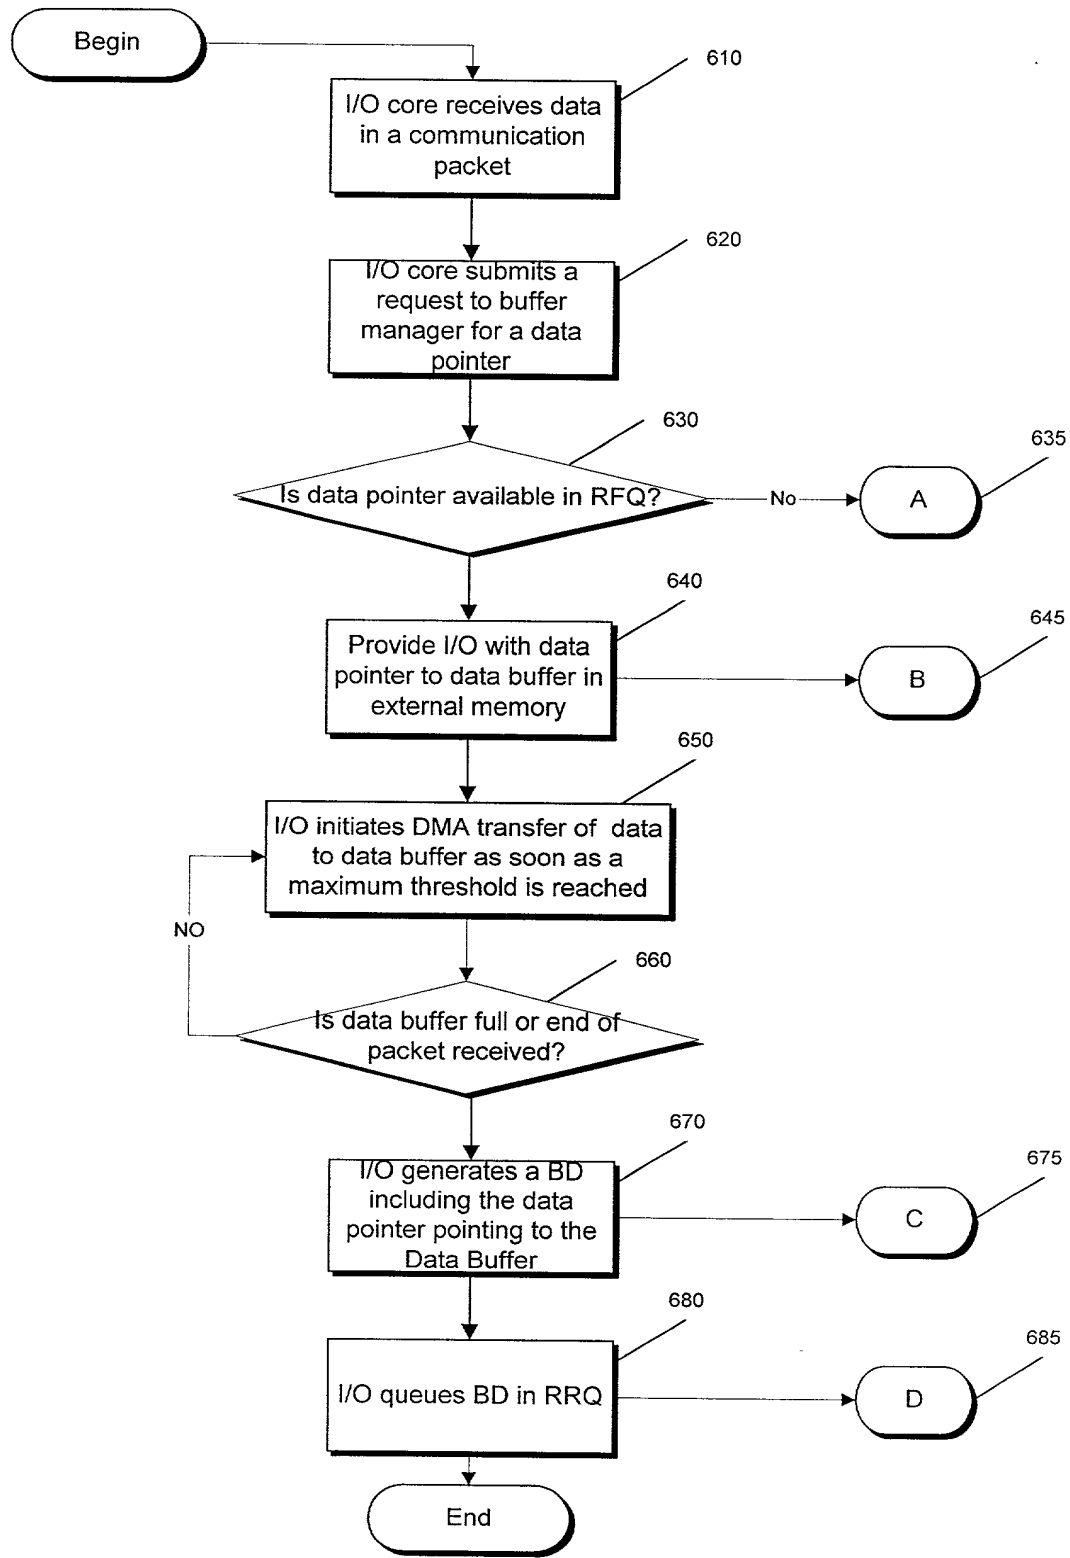 Begin
610
I/O core receives data
in a communication
packet
620
I/O core submits a
request to buffer
manager for a data
pointer
630
635
Is data pointer available in RFQ?
No
A
640
645
Provide I/O with data
pointer to data buffer in
external memory
B
650
I/O initiates DMA transfer of data
to data buffer as soon as a
maximum threshold is reached
NO
660
Is data buffer full or end of
packet received?
670
675
I/O generates a BD
including the data
pointer pointing to the
Data Buffer
C
680
685
I/O queues BD in RRQ
D
End